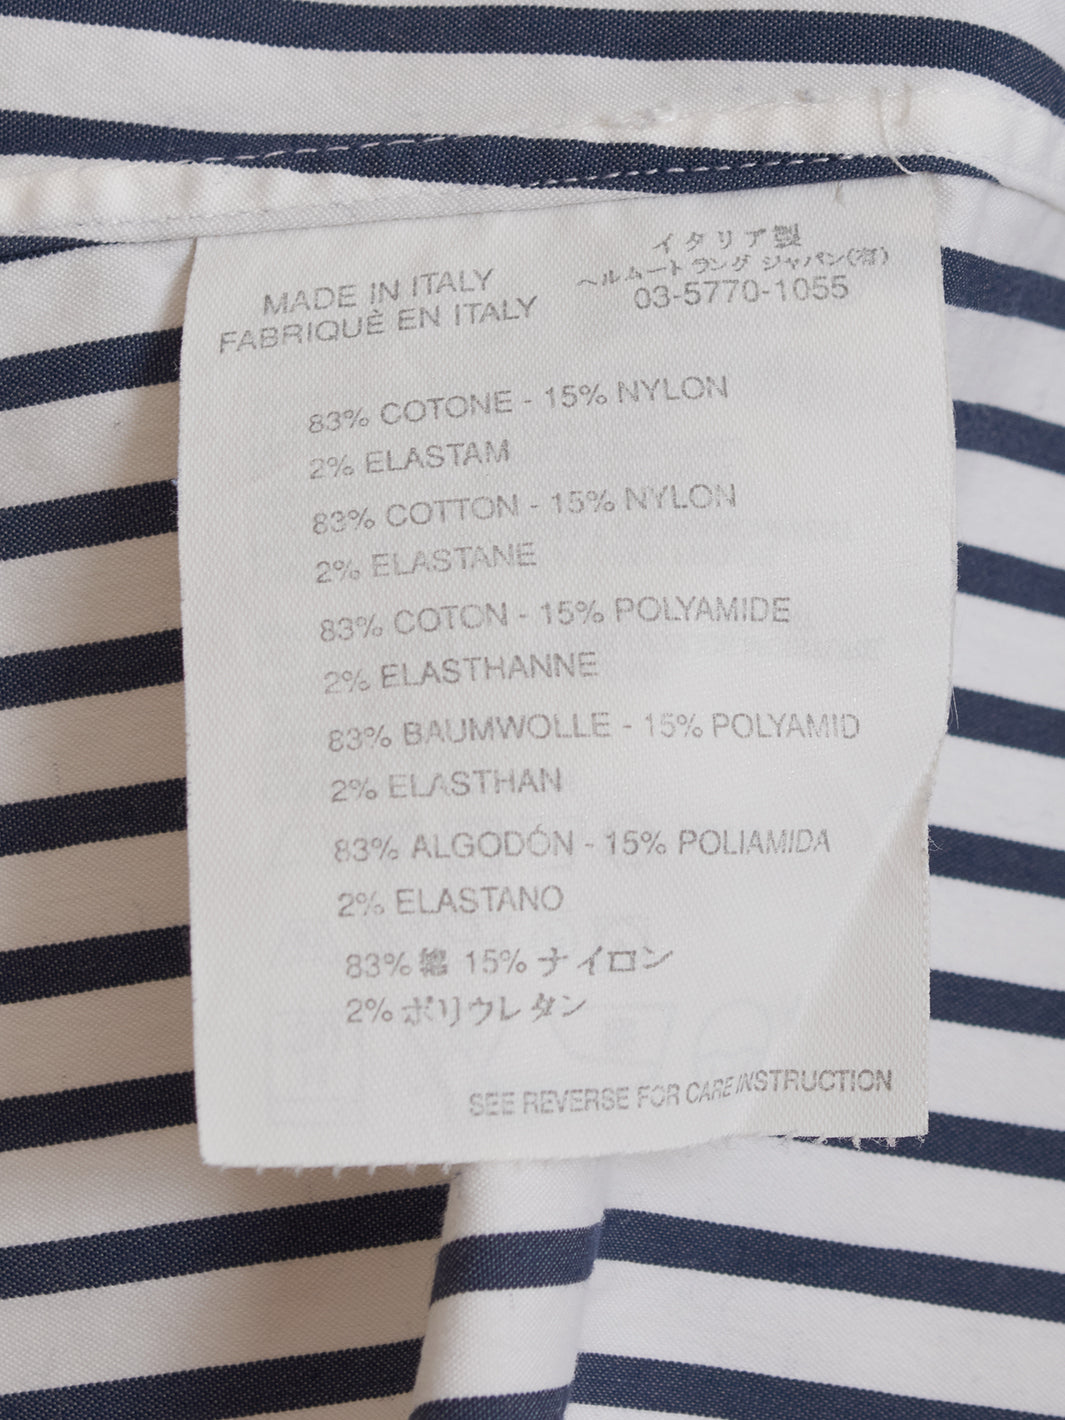 MADE IN ITALY
FABRIQUÈ EN ITALY
イタリア製
ヘルムート ラング ジャパン(有)
03-5770-1055
83% COTONE - 15% NYLON
2% ELASTAM
83% COTTON - 15% NYLON
2% ELASTANE
83% COTON - 15% POLYAMIDE
2% ELASTHANNE
83% BAUMWOLLE - 15% POLYAMID
2% ELASTHAN
83% ALGODÓN - 15% POLIAMIDA
2% ELASTANO
83% 綿 15% ナイロン
2% ポリウレタン
SEE REVERSE FOR CARE INSTRUCTION